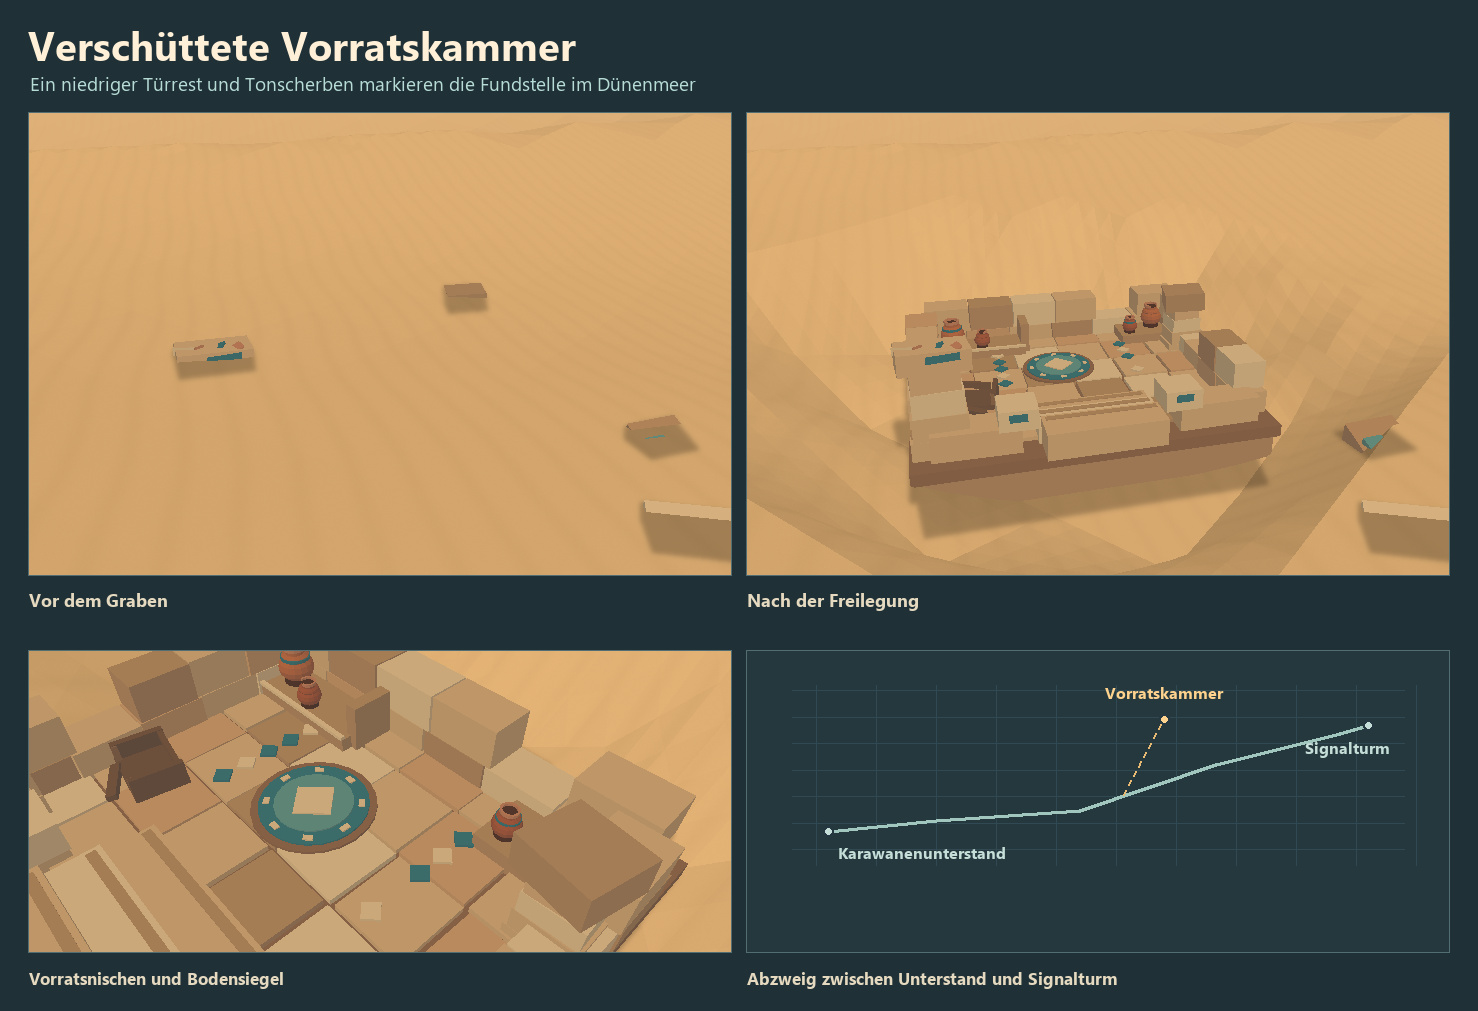 Verschüttete Vorratskammer
Ein niedriger Türrest und Tonscherben markieren die Fundstelle im Dünenmeer
Vor dem Graben
Nach der Freilegung
Vorratskammer
Signalturm
Karawanenunterstand
Vorratsnischen und Bodensiegel
Abzweig zwischen Unterstand und Signalturm